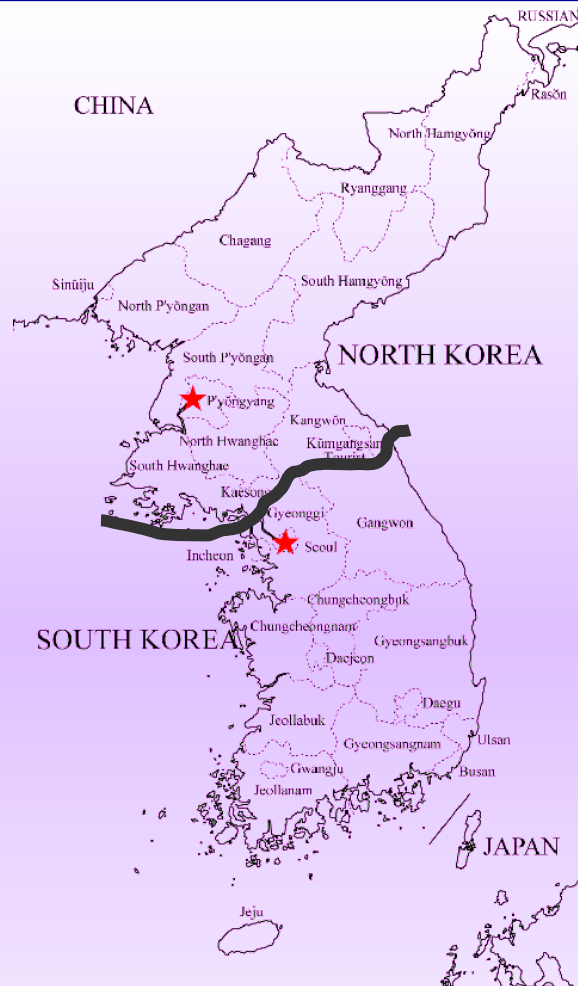 RUSSIAN
CHINA
Rasŏn
North Hamgyŏng
Ryanggang
Chagang
South Hamgyŏng
Sinŭiju
North P'yŏngan
NORTH KOREA
South P'yŏngan
P'yŏngyang
Kangwŏn
North Hwanghae
Kŭmgangsan
Tourist
South Hwanghae
Kaesong
Gyeonggi
Gangwon
Seoul
Incheon
Chungcheongbuk
Chungcheongnam
SOUTH KOREA
Gyeongsangbuk
Daejeon
Daegu
Jeollabuk
Ulsan
Gyeongsangnam
Gwangju
Busan
Jeollanam
JAPAN
Jeju